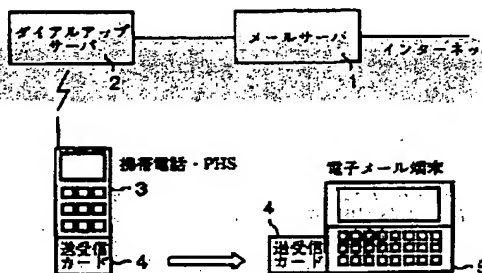 ダイアルアップ
サーバ
2
メールサーバ
1
インターネット
携帯電話・PHS
3
送受信
カード
4
電子メール端末
4
送受信
カード
5